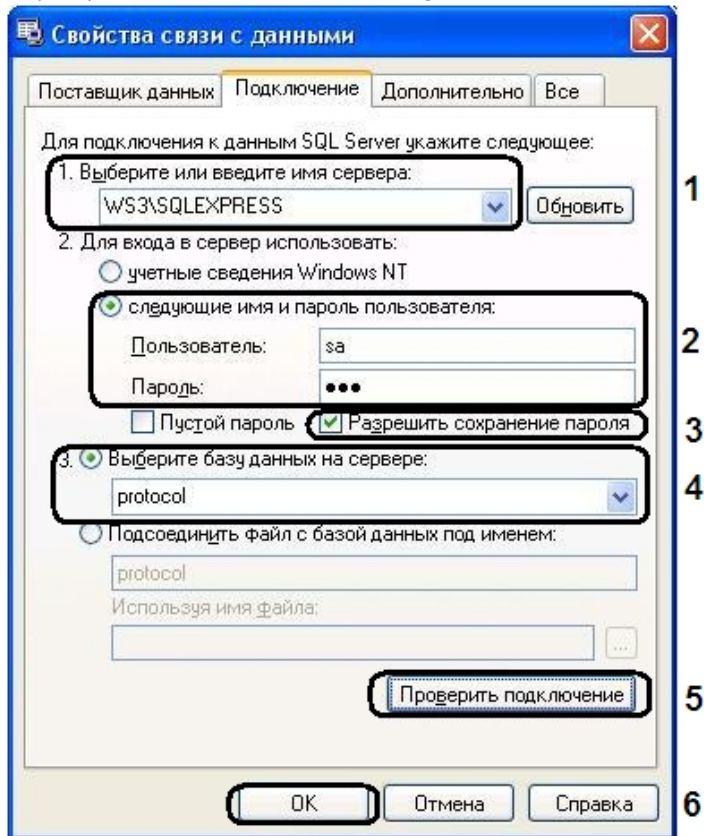 Свойства связи с данными
Поставщик данных Подключение Дополнительно Все
Для подключения к данным SQL Server укажите следующее:
1. Выберите или введите имя сервера:
1
WS3\SQLEXPRESS Обновить
2. Для входа в сервер использовать:
учетные сведения Windows NT
следующие имя и пароль пользователя:
Пользователь: sa
2
Пароль: •••
Пустой пароль Разрешить сохранение пароля
3
3. Выберите базу данных на сервере:
protocol
4
Подсоединить файл с базой данных под именем:
protocol
Используя имя файла:
...
Проверить подключение
5
OK Отмена Справка
6